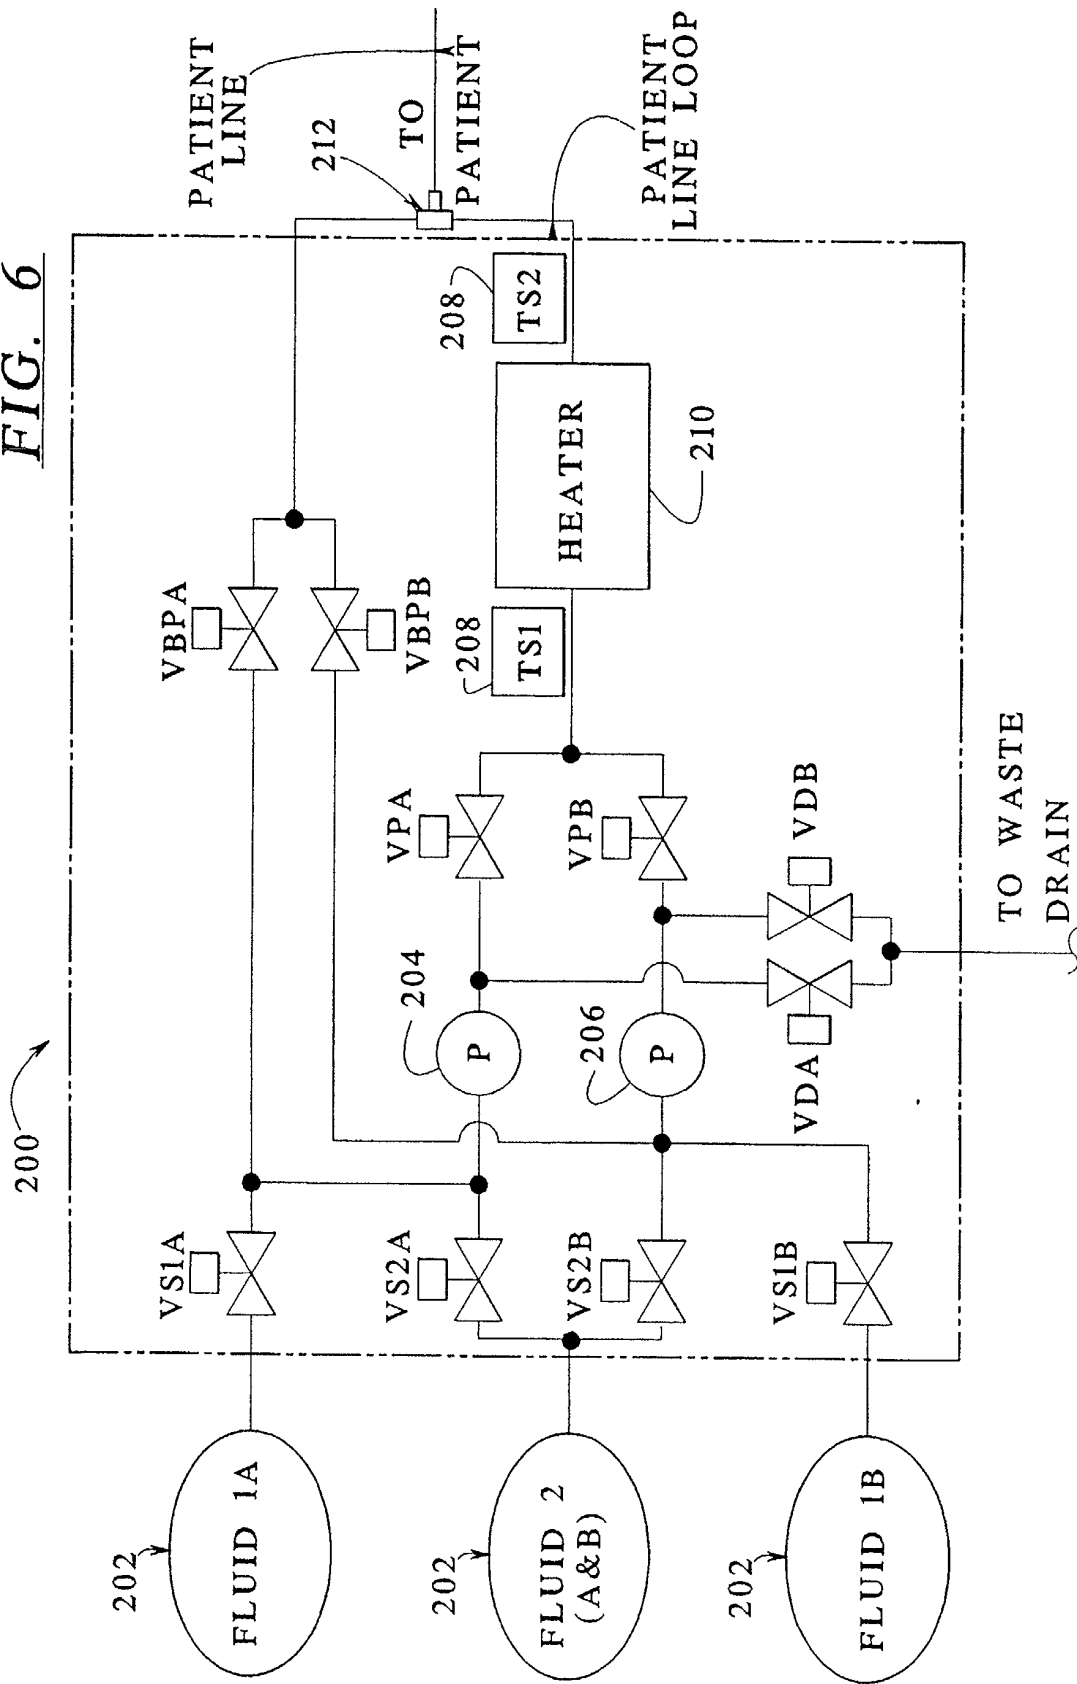 FIG. 6
200
PATIENT
LINE
212
TO
PATIENT
PATIENT
LINE LOOP
208
TS2
HEATER
210
208
TS1
VBPA
VBPB
VPA
VPB
VDB
VDA
TO WASTE
DRAIN
204
P
206
P
VS1A
VS2A
VS2B
VS1B
202
FLUID 1A
202
FLUID 2
(A&B)
202
FLUID 1B